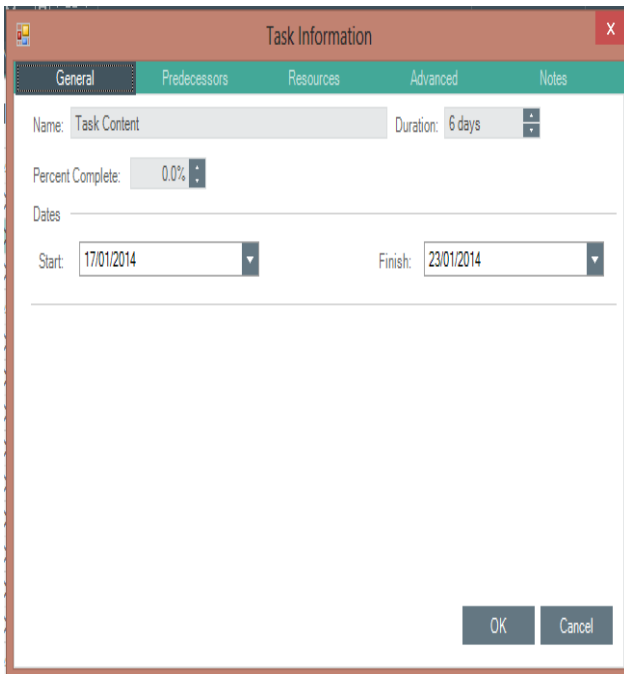 Task Information
X
General Predecessors Resources Advanced Notes
Name: Task Content Duration: 6 days
Percent Complete: 0.0%
Dates
Start: 17/01/2014 Finish: 23/01/2014
OK Cancel